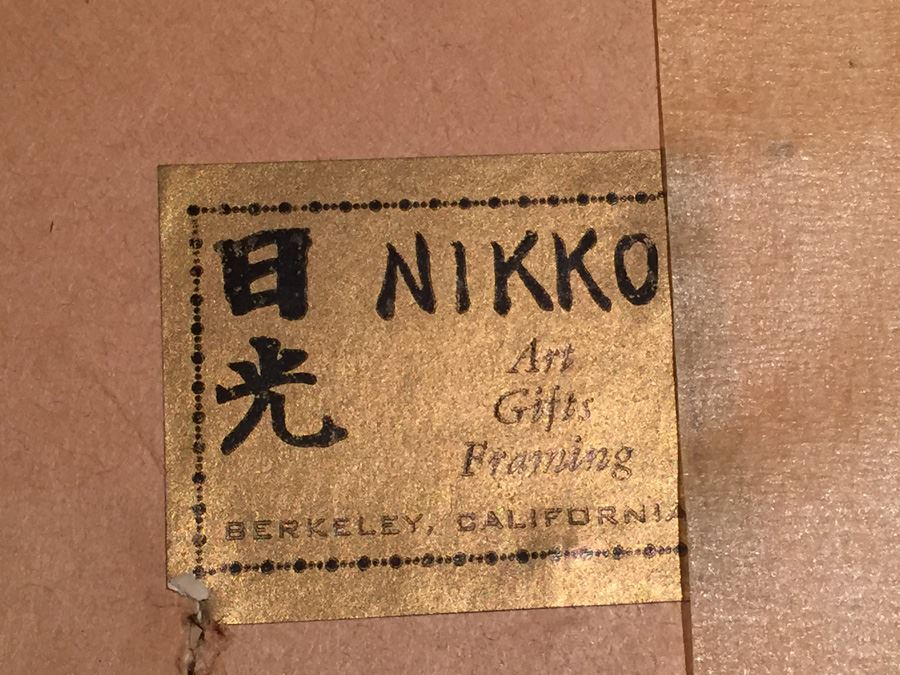 日光
NIKKO
Art
Gifts
Framing
BERKELEY, CALIFORNIA